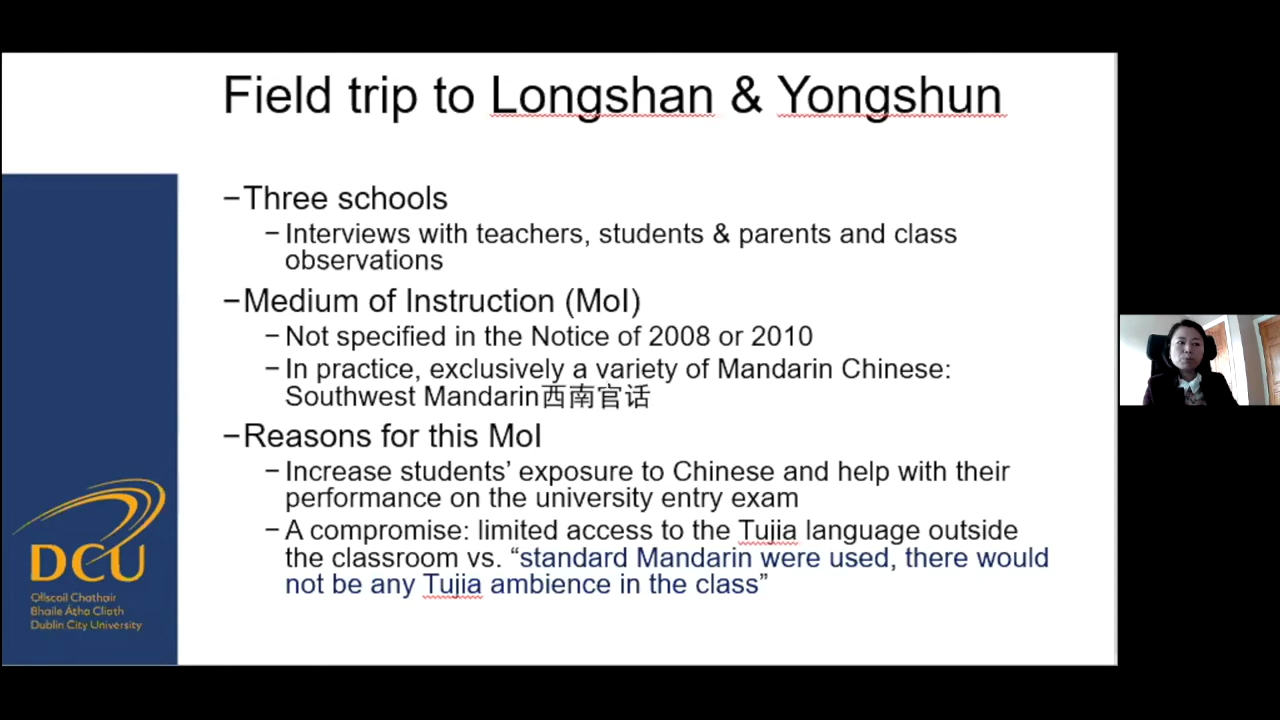 Field trip to Longshan & Yongshun
−Three schools
−Interviews with teachers, students & parents and class
observations
−Medium of Instruction (MoI)
−Not specified in the Notice of 2008 or 2010
−In practice, exclusively a variety of Mandarin Chinese:
Southwest Mandarin西南官话
−Reasons for this MoI
−Increase students’ exposure to Chinese and help with their
performance on the university entry exam
−A compromise: limited access to the Tujia language outside
the classroom vs. “standard Mandarin were used, there would
not be any Tujia ambience in the class”
DCU
Ollscoil Chathair
Bhaile Átha Cliath
Dublin City University